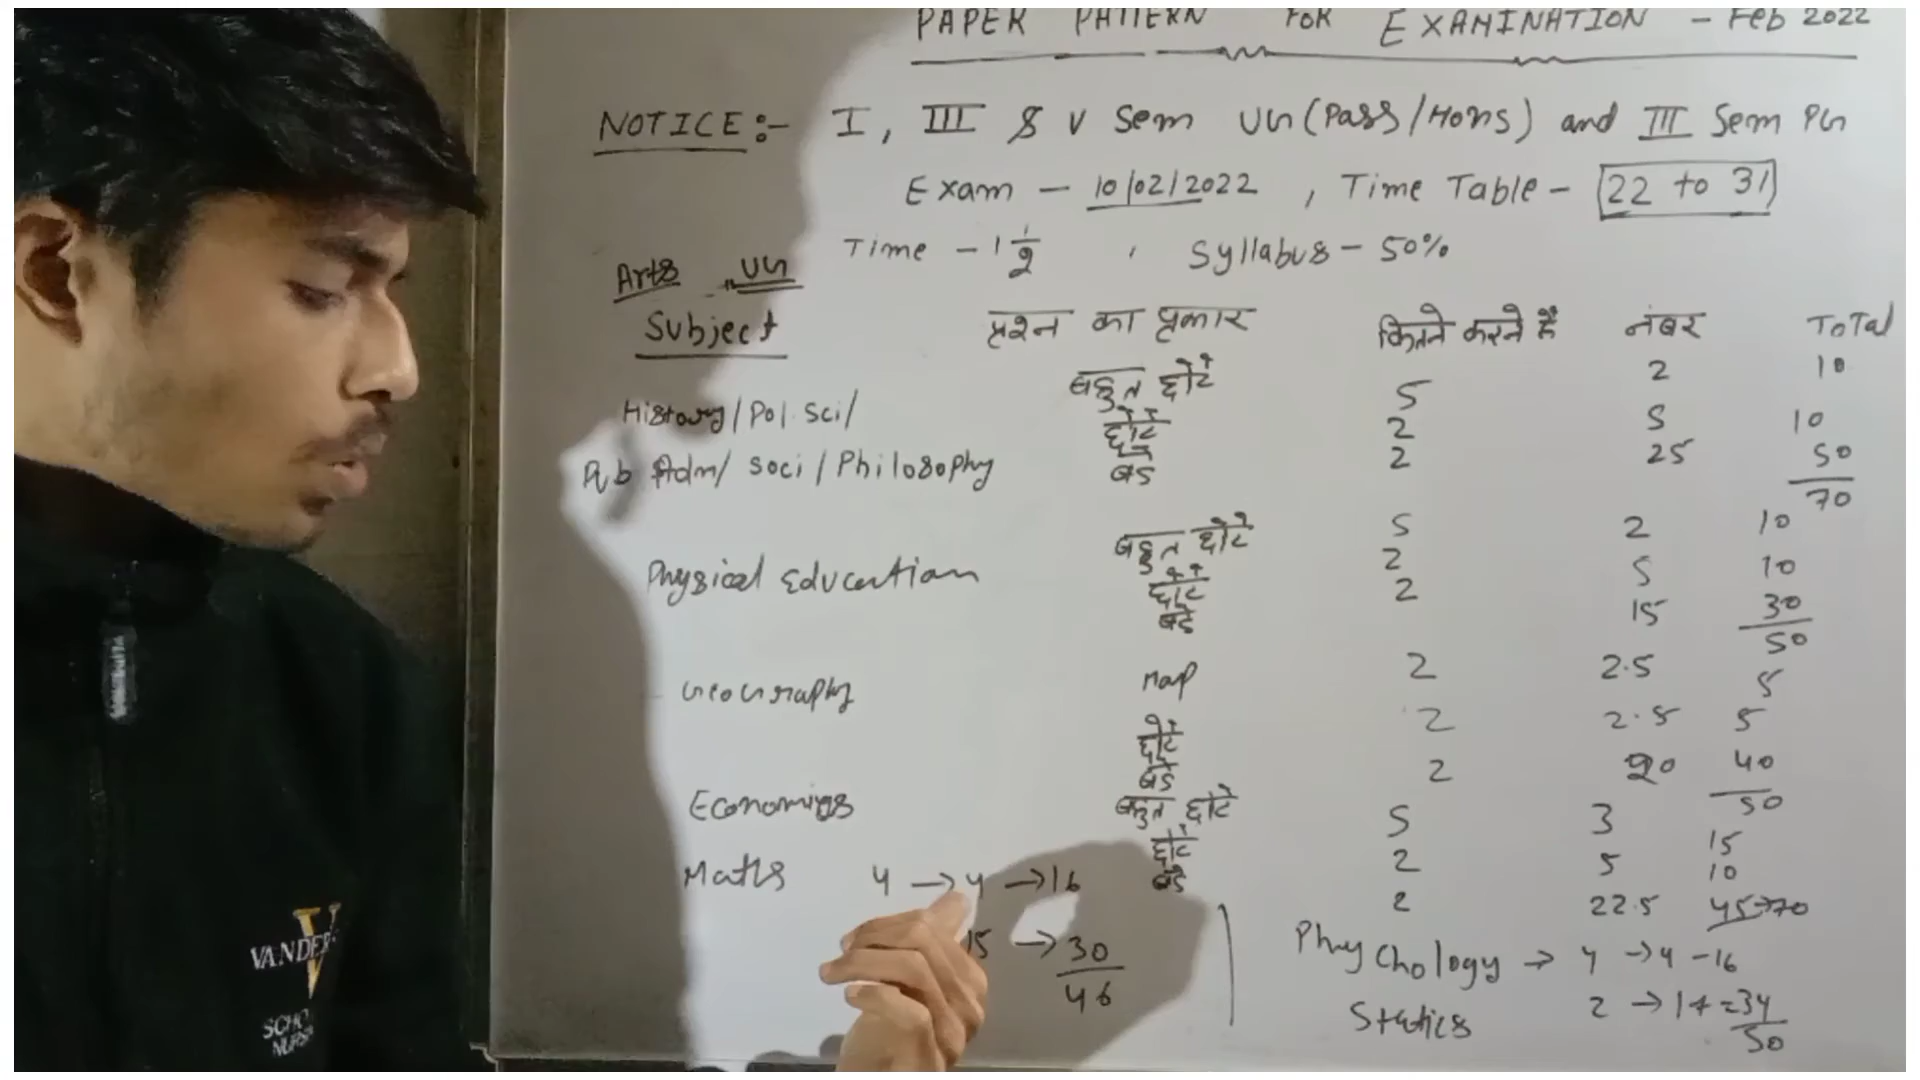 PAPER PATTERN FOR EXAMINATION - Feb 2022
NOTICE :- I, III & V Sem UG (Pass/Hons) and III Sem PG
Exam - 10/02/2022 , Time Table - 22 to 31
Time - 1 1/2 , Syllabus - 50%
Arts UG
Subject प्रश्न का प्रकार कितने करने हैं नंबर Total
History/Pol. Sci/ बहुत छोटे 5 2 10
छोटे 2 5 10
Pub Adm/ Soci/Philosophy बडे 2 25 50
70
Physical Education बहुत छोटे 5 2 10
छोटे 2 5 10
बडे 2 15 30
50
Geography Map 2 2.5 5
छोटे 2 2.5 5
बडे 2 20 40
50
Economics बहुत छोटे 5 3 15
छोटे 2 5 10
बडे 2 22.5 45→70
Maths 4 → 4 → 16
15 → 30
46
Phychology → 4 → 4 - 16
Statics 2 → 17 = 34
50
VANDER
SCHO
NURS